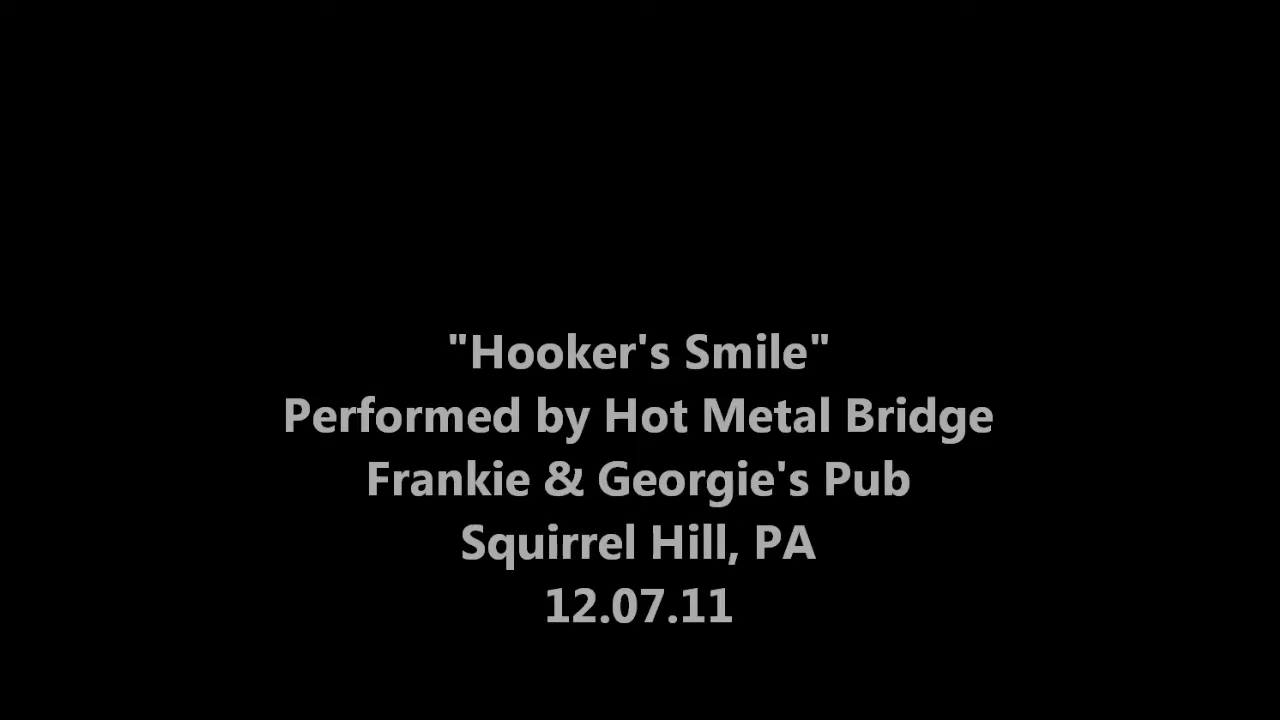 "Hooker's Smile"
Performed by Hot Metal Bridge
Frankie & Georgie's Pub
Squirrel Hill, PA
12.07.11